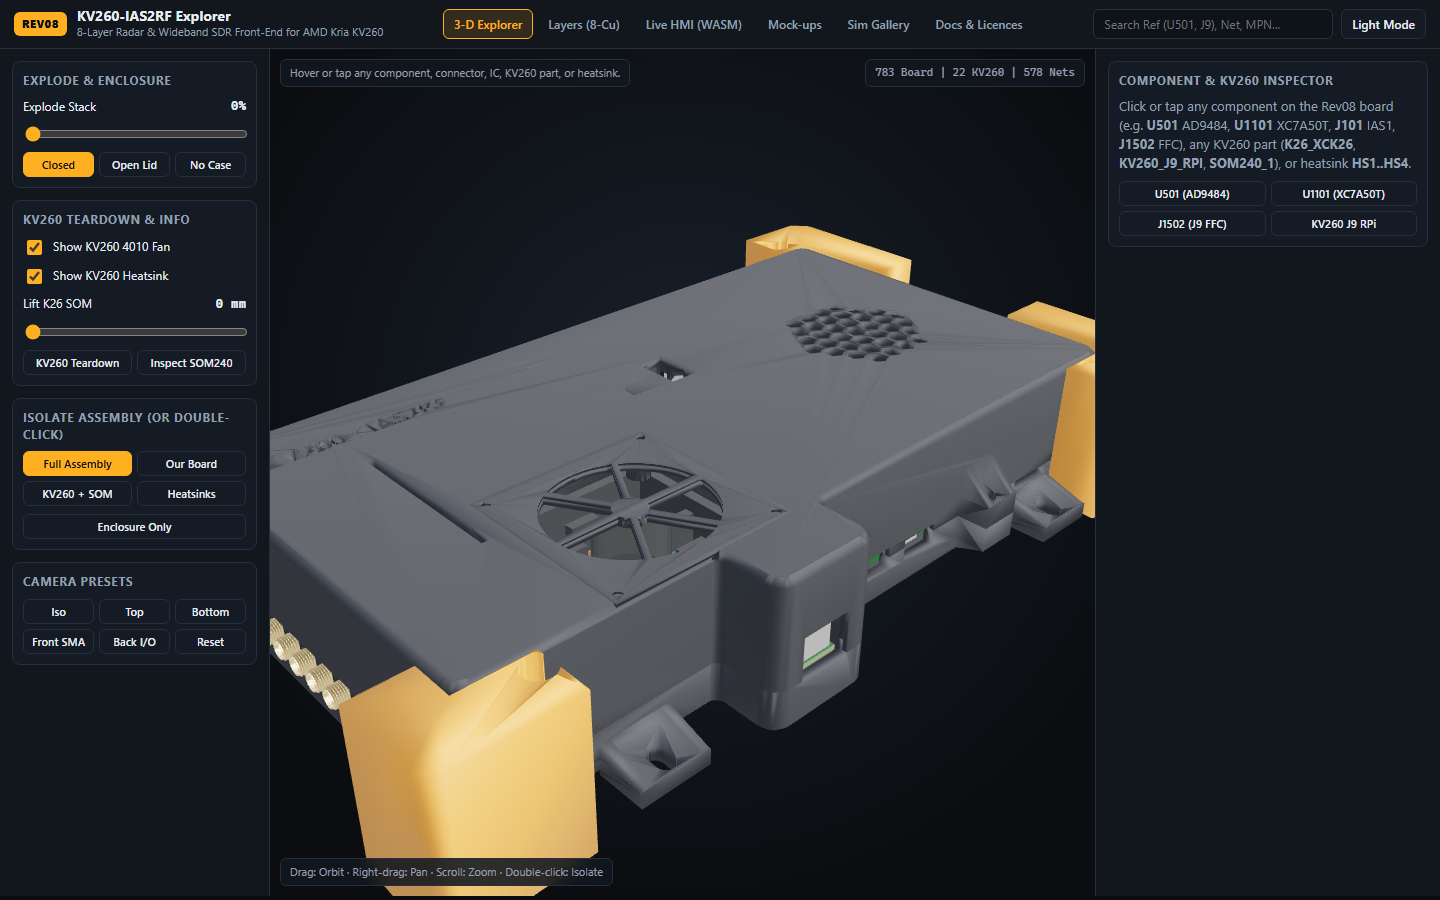 REV08
KV260-IAS2RF Explorer
8-Layer Radar & Wideband SDR Front-End for AMD Kria KV260
3-D Explorer
Layers (8-Cu)
Live HMI (WASM)
Mock-ups
Sim Gallery
Docs & Licences
Search Ref (U501, J9), Net, MPN...
Light Mode
EXPLODE & ENCLOSURE
Explode Stack
0%
Closed
Open Lid
No Case
KV260 TEARDOWN & INFO
Show KV260 4010 Fan
Show KV260 Heatsink
Lift K26 SOM
0 mm
KV260 Teardown
Inspect SOM240
ISOLATE ASSEMBLY (OR DOUBLE-
CLICK)
Full Assembly
Our Board
KV260 + SOM
Heatsinks
Enclosure Only
CAMERA PRESETS
Iso
Top
Bottom
Front SMA
Back I/O
Reset
Hover or tap any component, connector, IC, KV260 part, or heatsink.
783 Board | 22 KV260 | 578 Nets
Drag: Orbit · Right-drag: Pan · Scroll: Zoom · Double-click: Isolate
COMPONENT & KV260 INSPECTOR
Click or tap any component on the Rev08 board
(e.g. U501 AD9484, U1101 XC7A50T, J101 IAS1,
J1502 FFC), any KV260 part (K26_XCK26,
KV260_J9_RPI, SOM240_1), or heatsink HS1..HS4.
U501 (AD9484)
U1101 (XC7A50T)
J1502 (J9 FFC)
KV260 J9 RPi